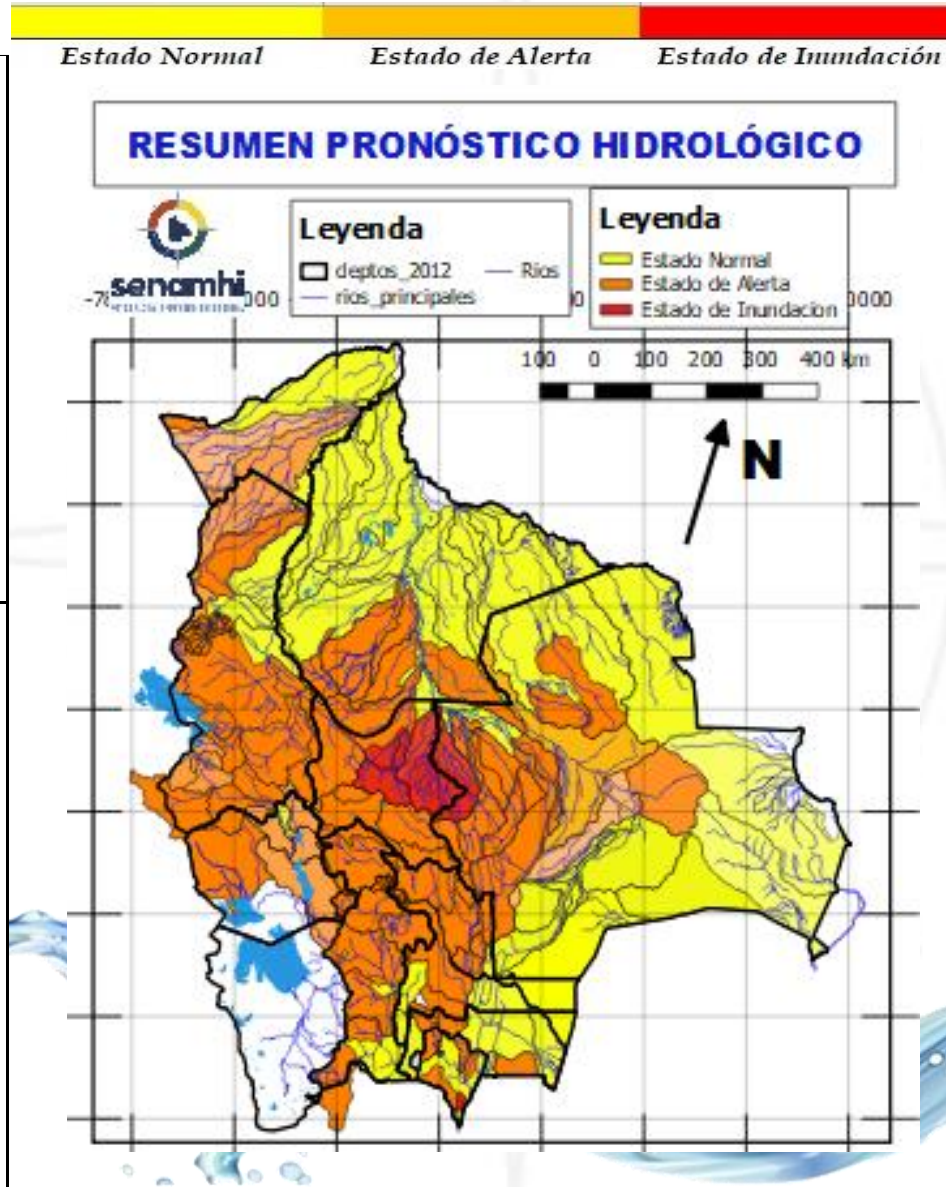 Estado Normal Estado de Alerta Estado de Inundación
RESUMEN PRONÓSTICO HIDROLÓGICO
senamhi
Leyenda
deptos_2012 Rios
rios_principales
Leyenda
Estado Normal
Estado de Alerta
Estado de Inundacion
100 0 100 200 300 400 km
N